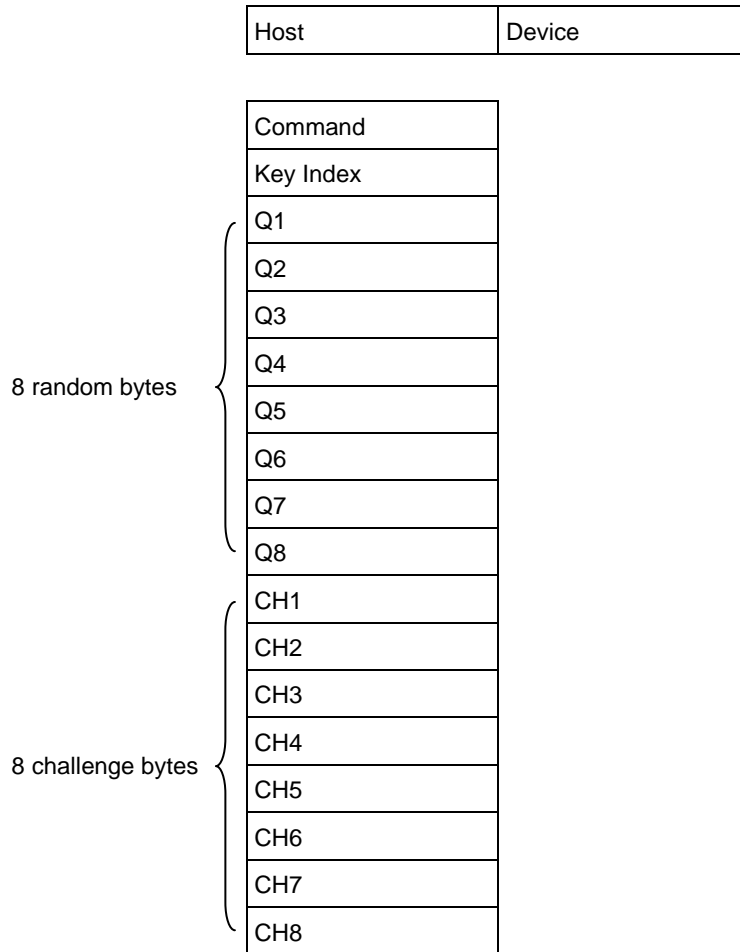 Host Device
Command
Key Index
Q1
Q2
Q3
Q4
8 random bytes
Q5
Q6
Q7
Q8
CH1
CH2
CH3
CH4
8 challenge bytes
CH5
CH6
CH7
CH8